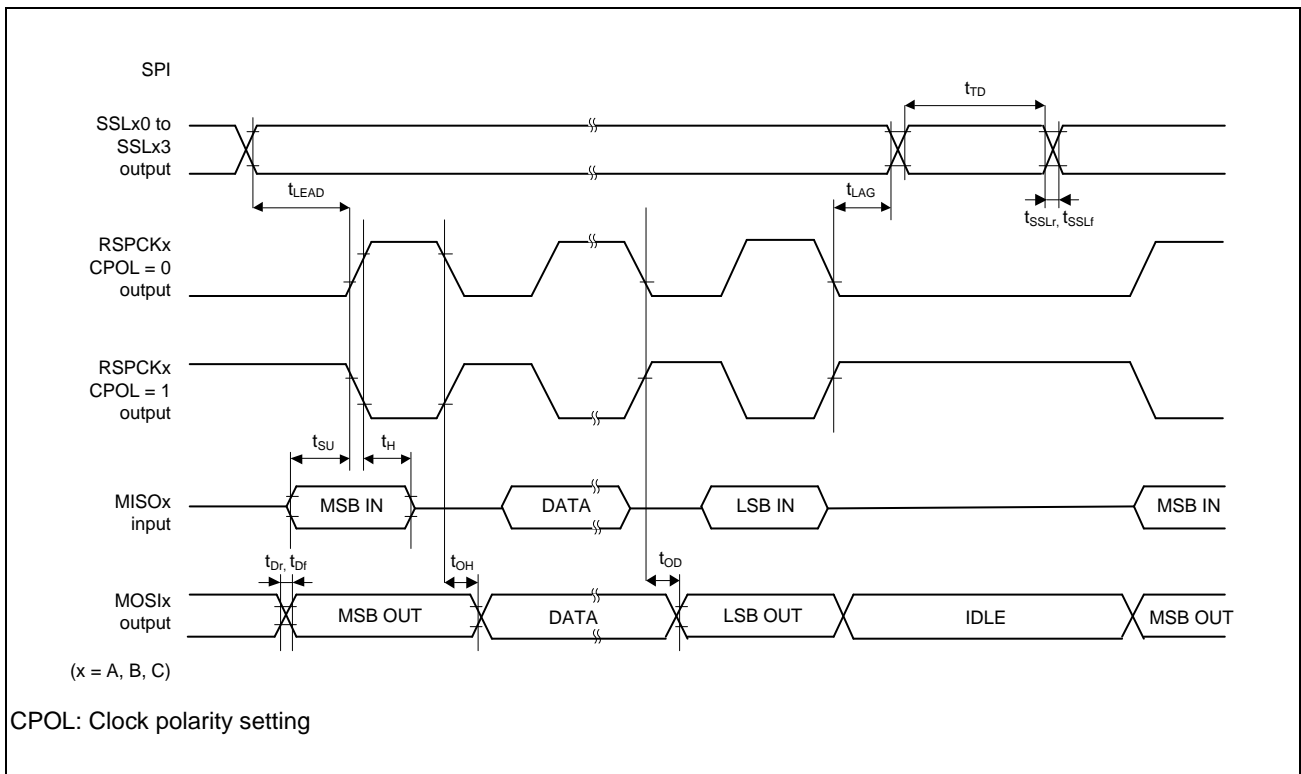 SPI
tTD
SSLx0 to
SSLx3
output
tLEAD
tLAG
tSSLr, tSSLf
RSPCKx
CPOL = 0
output
RSPCKx
CPOL = 1
output
tSU
tH
MISOx
input
MSB IN
DATA
LSB IN
MSB IN
tDr, tDf
tOH
tOD
MOSIx
output
MSB OUT
DATA
LSB OUT
IDLE
MSB OUT
(x = A, B, C)
CPOL: Clock polarity setting